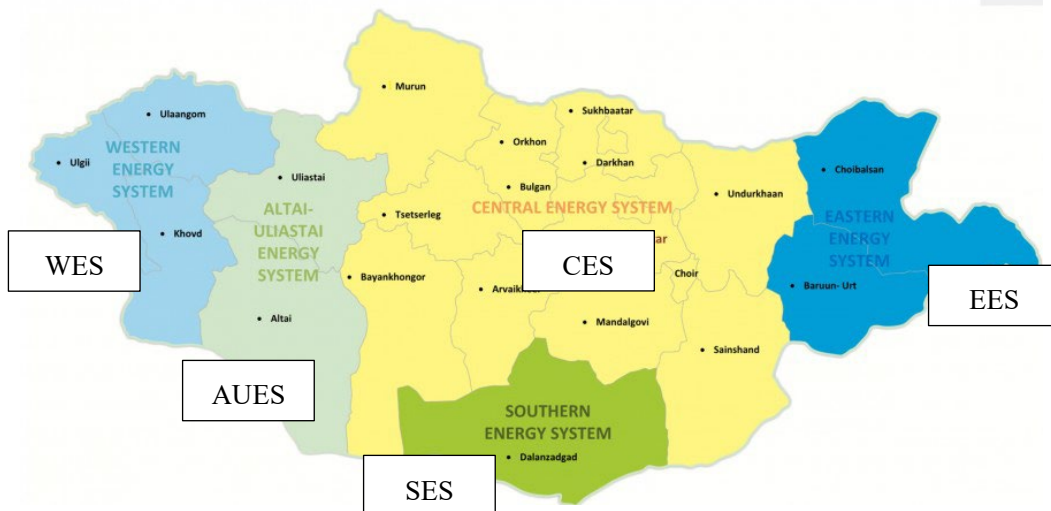 Murun
Sukhbaatar
Ulaangom
Orkhon
WESTERN
ENERGY
SYSTEM
Ulgii
Darkhan
Choibalsan
Uliastai
Bulgan
Undurkhaan
ALTAI-
ULIASTAI
ENERGY
SYSTEM
Tsetserleg
CENTRAL ENERGY SYSTEM
EASTERN
ENERGY
SYSTEM
Khovd
WES
CES
Bayankhongor
Choir
Baruun- Urt
EES
Altai
Mandalgovi
Sainshand
AUES
SOUTHERN
ENERGY SYSTEM
Dalanzadgad
SES